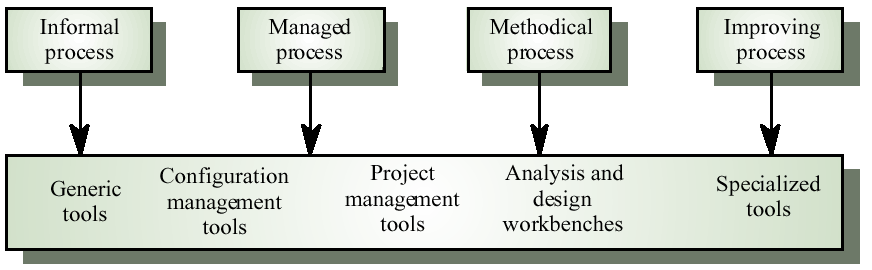 Informal
process
Managed
process
Methodical
process
Improving
process
Generic
tools
Configuration
management
tools
Project
management
tools
Analysis and
design
workbenches
Specialized
tools